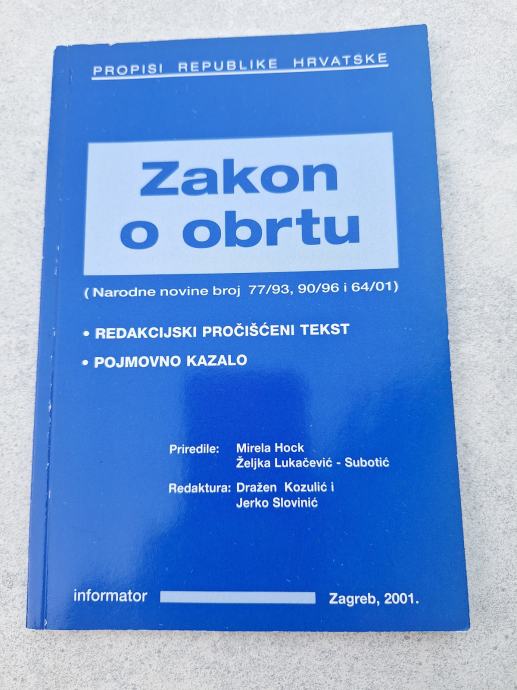 PROPISI REPUBLIKE HRVATSKE
Zakon
o obrtu
(Narodne novine broj 77/93, 90/96 i 64/01)
• REDAKCIJSKI PROČIŠĆENI TEKST
• POJMOVNO KAZALO
Priredile: Mirela Hock
Željka Lukačević - Subotić
Redaktura: Dražen Kozulić i
Jerko Slovinić
informator Zagreb, 2001.